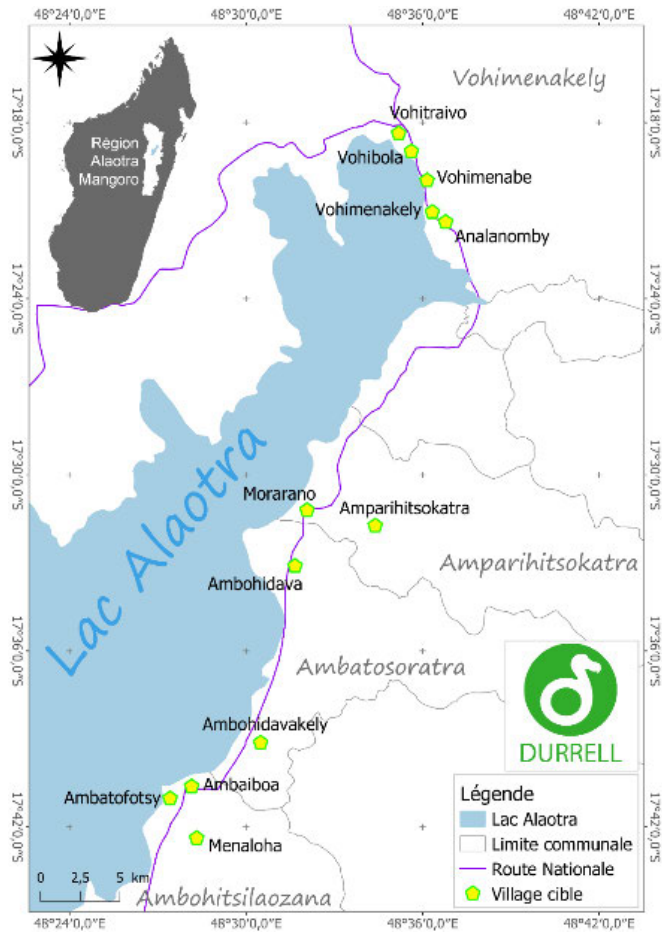 48°24'0,0"O 48°30'0,0"O 48°36'0,0"O 48°42'0,0"O
17°18'0,0"S
17°24'0,0"S
17°30'0,0"S
17°36'0,0"S
17°42'0,0"S
Région
Alaotra
Mangoro
Vohimenakely
Vohitraivo
Vohibola
Vohimenabe
Vohimenakely
Analanomby
17°18'0,0"S
17°24'0,0"S
17°30'0,0"S
17°36'0,0"S
17°42'0,0"S
Lac Alaotra
Morarano
Amparihitsokatra
Ambohidava
Amparihitsokatra
Ambatosoratra
Ambohidavakely
Ambaiboa
Ambatofotsy
Menaloha
Ambohitsilaozana
DURRELL
Légende
Lac Alaotra
Limite communale
Route Nationale
Village cible
0 2,5 5 km
48°24'0,0"O 48°30'0,0"O 48°36'0,0"O 48°42'0,0"O